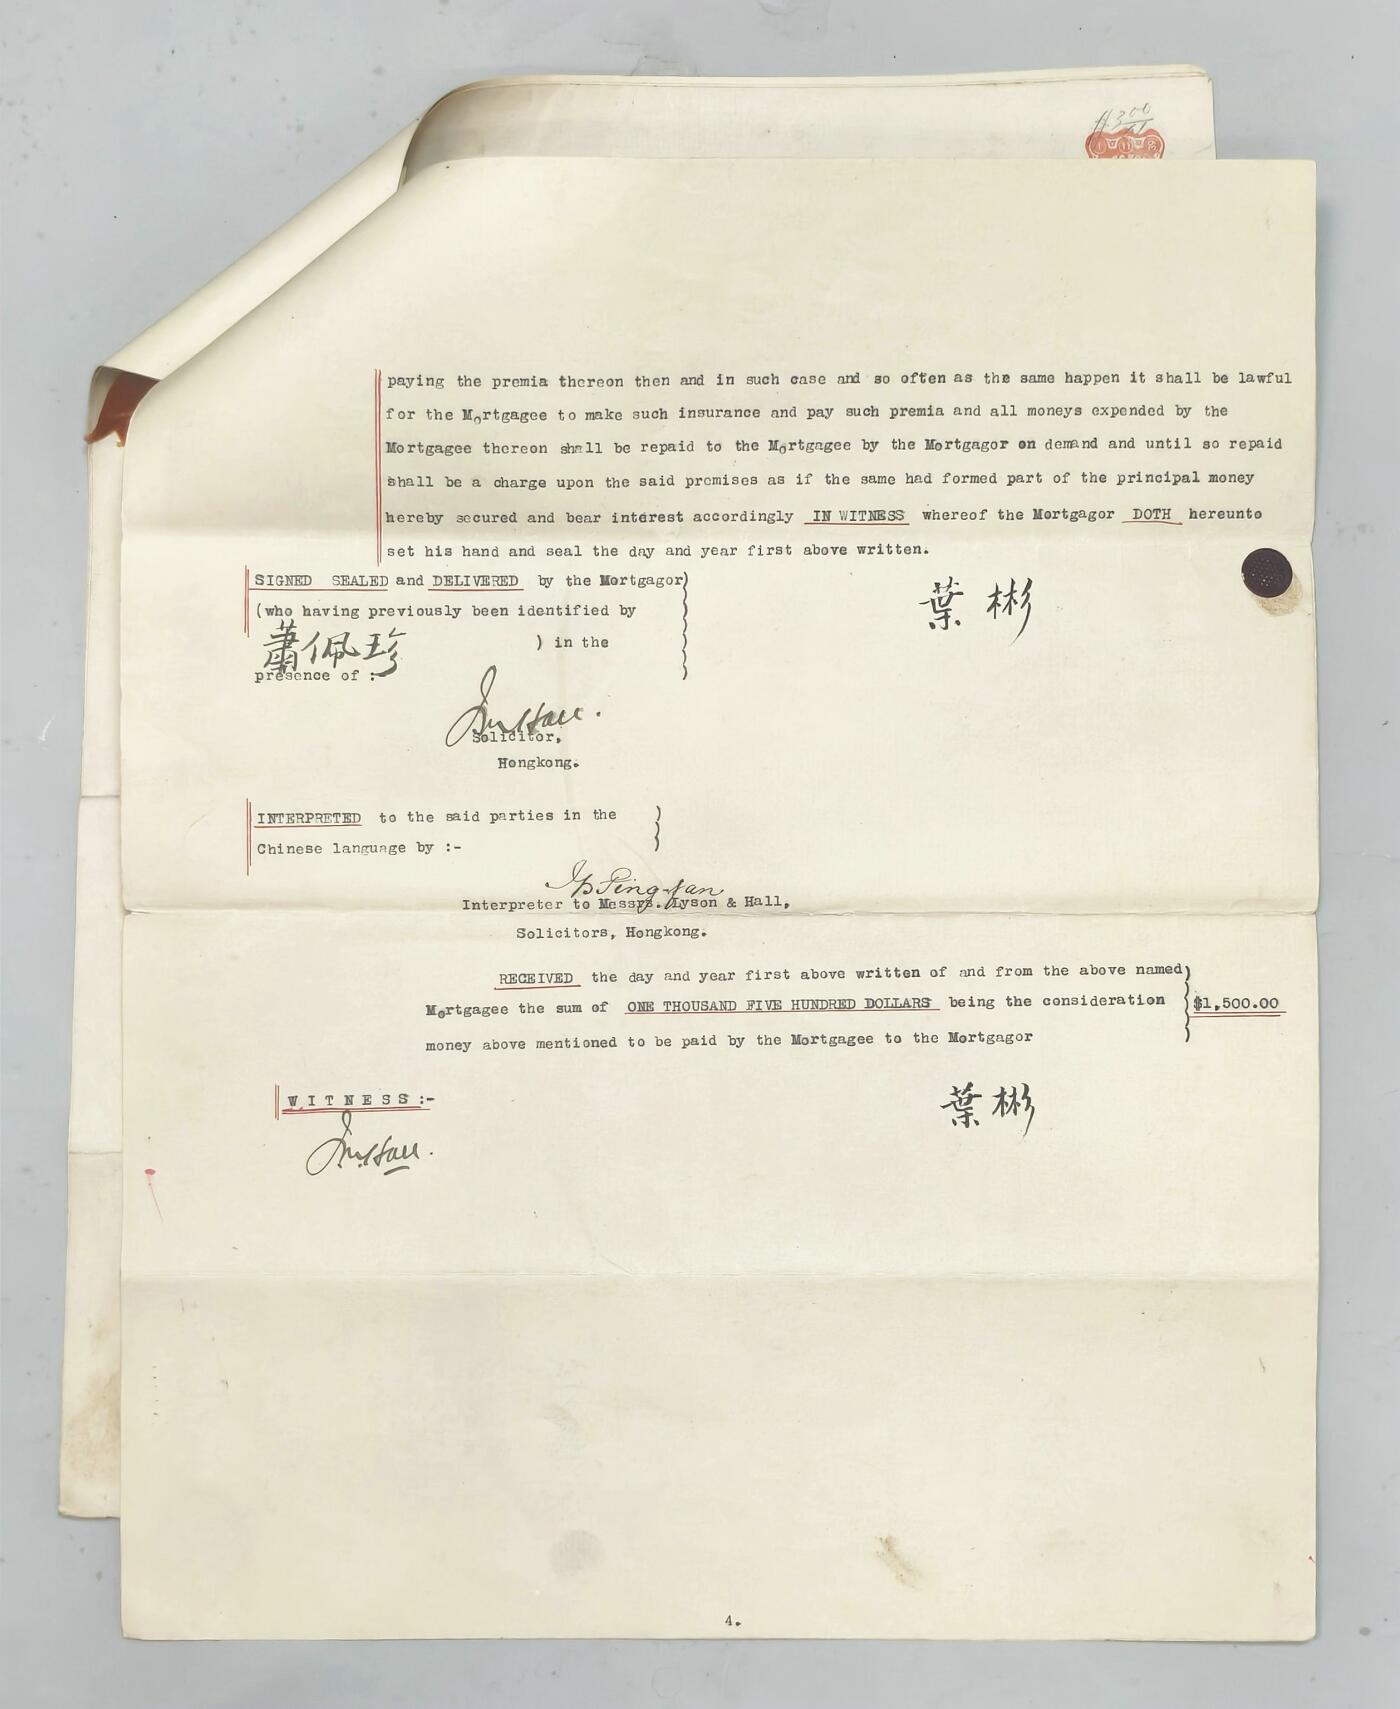 paying the premia thereon then and in such case and so often as the same happen it shall be lawful
for the Mortgagee to make such insurance and pay such premia and all moneys expended by the
Mortgagee thereon shall be repaid to the Mortgagee by the Mortgagor on demand and until so repaid
shall be a charge upon the said premises as if the same had formed part of the principal money
hereby secured and bear interest accordingly IN WITNESS whereof the Mortgagor DOTH hereunto
set his hand and seal the day and year first above written.
SIGNED SEALED and DELIVERED by the Mortgagor)
葉彬
(who having previously been identified by
蕭佩珍 ) in the
presence of :
Hall.
Solicitor,
Hongkong.
INTERPRETED to the said parties in the
Chinese language by :-
Interpreter to Messrs. Lyson & Hall,
Solicitors, Hongkong.
RECEIVED the day and year first above written of and from the above named)
Mortgagee the sum of ONE THOUSAND FIVE HUNDRED DOLLARS being the consideration $1,500.00
money above mentioned to be paid by the Mortgagee to the Mortgagor
葉彬
WITNESS:-
Hall.
4.